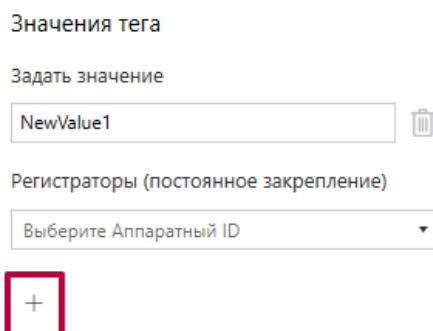 Значения тега
Задать значение
NewValue1
Регистраторы (постоянное закрепление)
Выберите Аппаратный ID
+